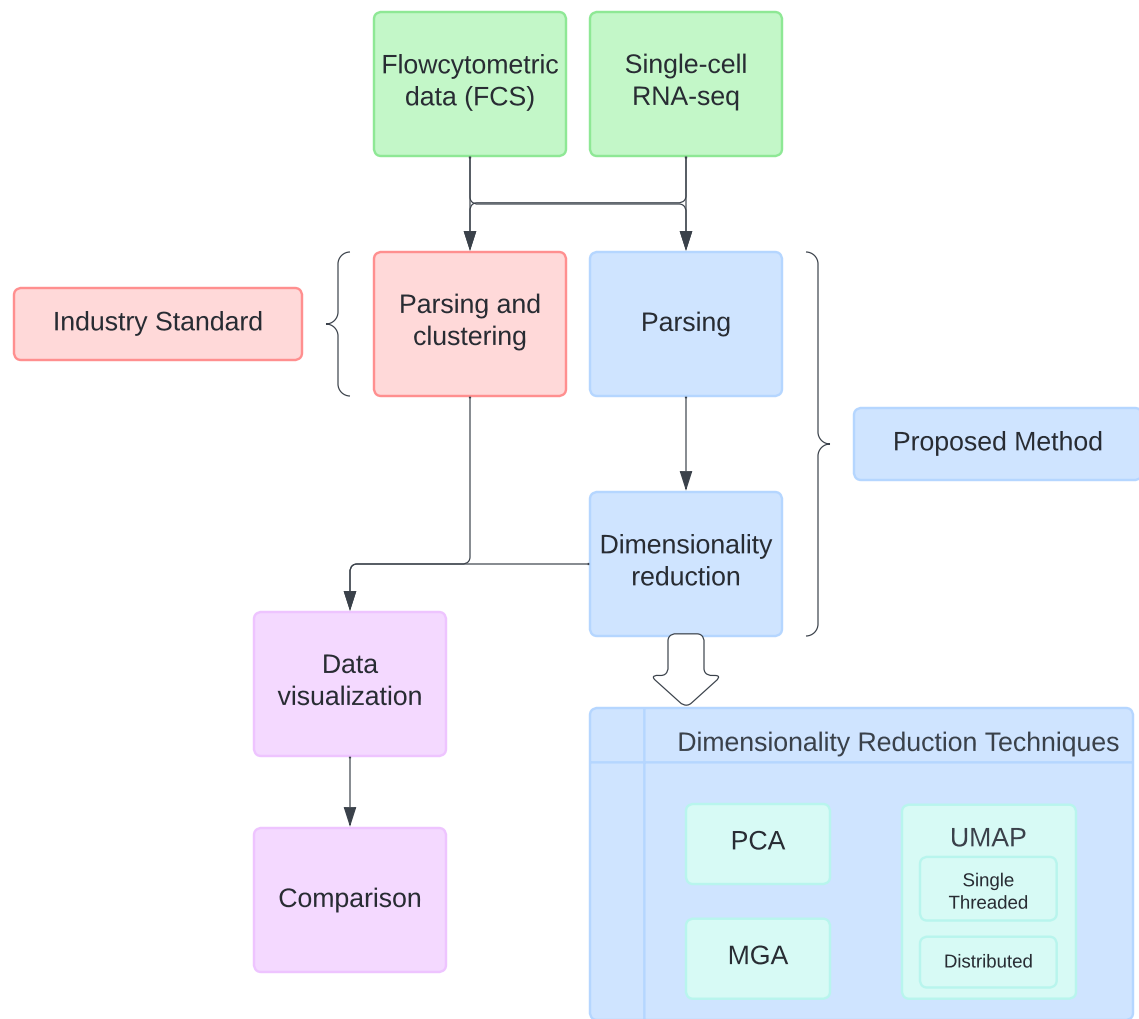 Flowcytometric
data (FCS)
Single-cell
RNA-seq
Industry Standard
Parsing and
clustering
Parsing
Proposed Method
Dimensionality
reduction
Data
visualization
Dimensionality Reduction Techniques
PCA
UMAP
Single
Threaded
Comparison
MGA
Distributed